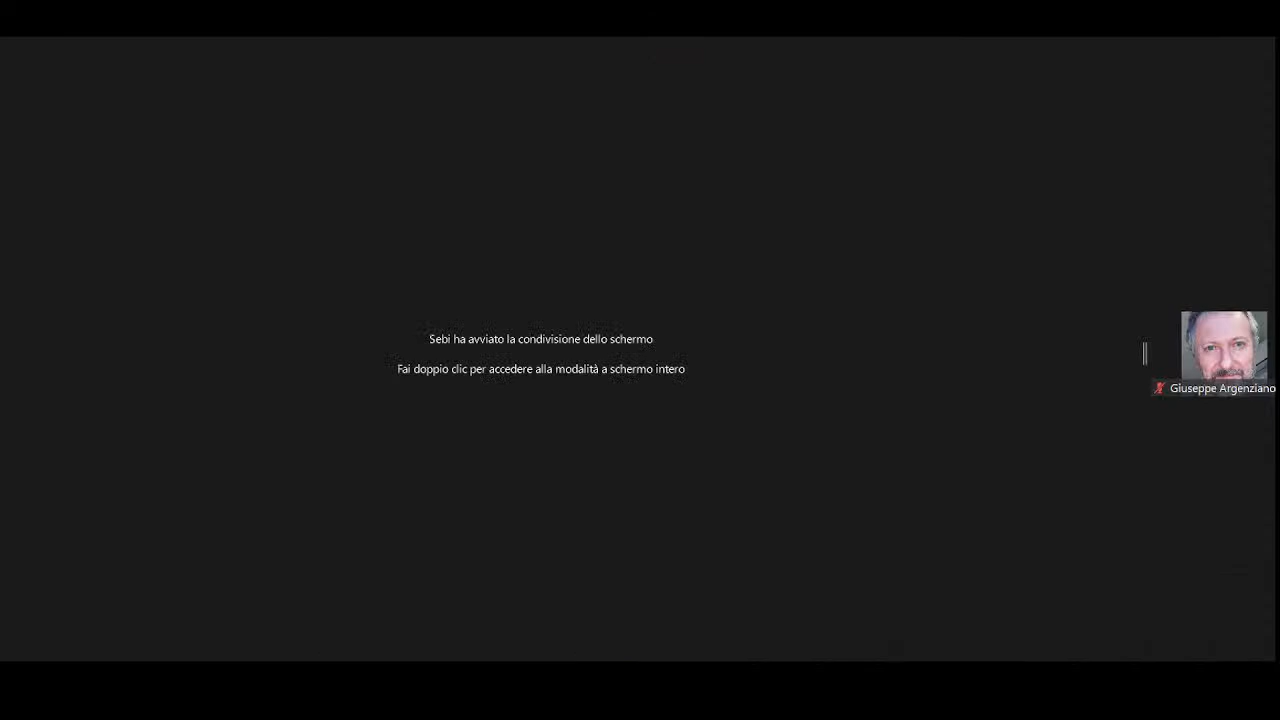 Sebi ha avviato la condivisione dello schermo
Fai doppio clic per accedere alla modalità a schermo intero
Giuseppe Argenziano